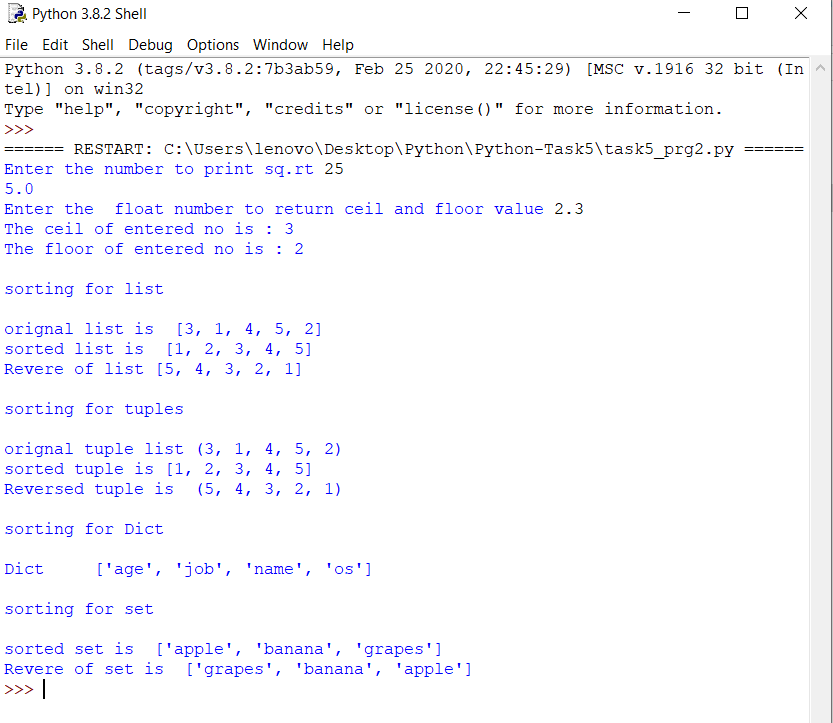 Python 3.8.2 Shell
File Edit Shell Debug Options Window Help
Python 3.8.2 (tags/v3.8.2:7b3ab59, Feb 25 2020, 22:45:29) [MSC v.1916 32 bit (In
tel)] on win32
Type "help", "copyright", "credits" or "license()" for more information.
>>>
====== RESTART: C:\Users\lenovo\Desktop\Python\Python-Task5\task5_prg2.py ======
Enter the number to print sq.rt 25
5.0
Enter the  float number to return ceil and floor value 2.3
The ceil of entered no is : 3
The floor of entered no is : 2
sorting for list
orignal list is  [3, 1, 4, 5, 2]
sorted list is  [1, 2, 3, 4, 5]
Revere of list [5, 4, 3, 2, 1]
sorting for tuples
orignal tuple list (3, 1, 4, 5, 2)
sorted tuple is [1, 2, 3, 4, 5]
Reversed tuple is  (5, 4, 3, 2, 1)
sorting for Dict
Dict     ['age', 'job', 'name', 'os']
sorting for set
sorted set is  ['apple', 'banana', 'grapes']
Revere of set is  ['grapes', 'banana', 'apple']
>>>